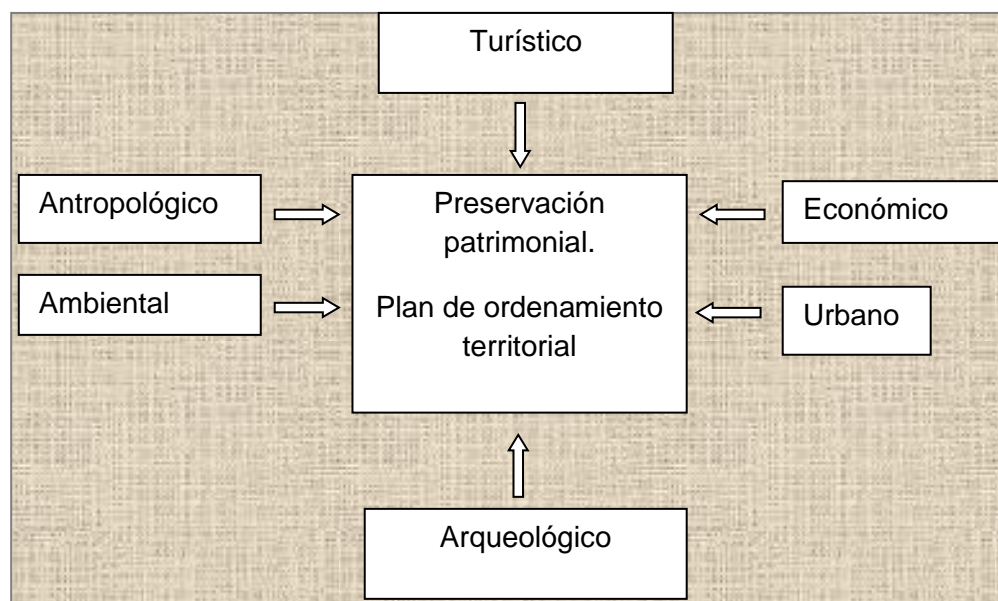 Turístico
Antropológico
Preservación
patrimonial.
Económico
Ambiental
Plan de ordenamiento
territorial
Urbano
Arqueológico